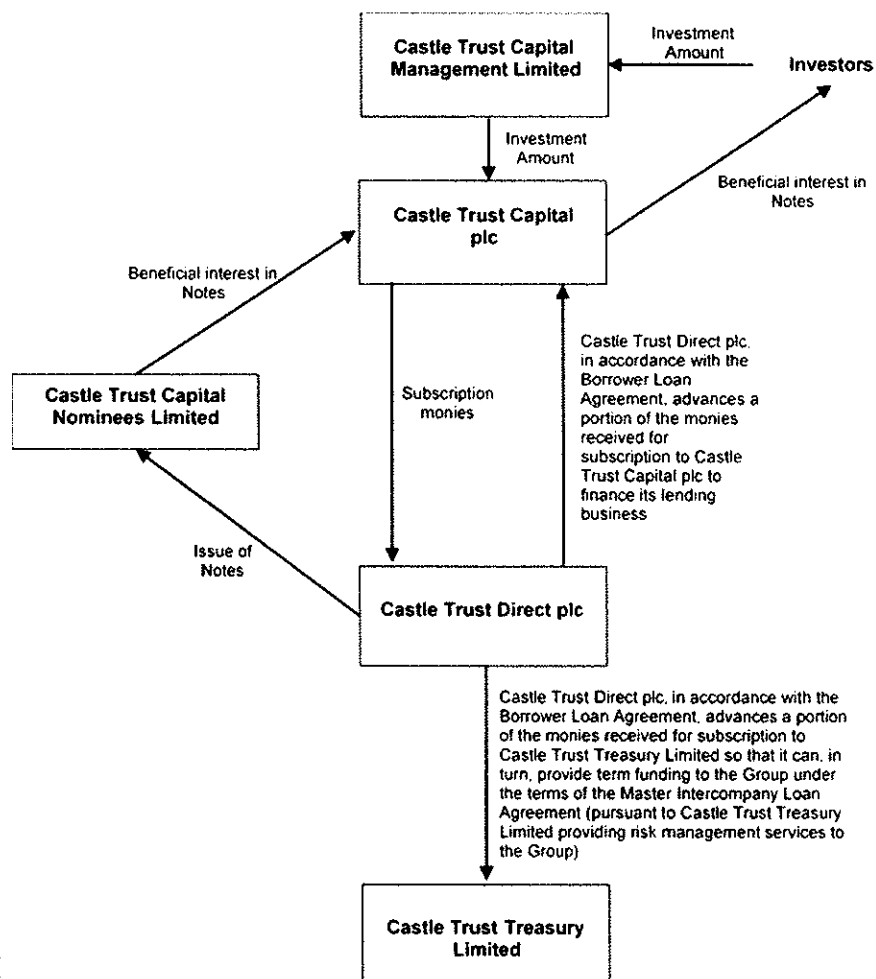 Castle Trust Capital
Management Limited
Investment
Amount
Investors
Investment
Amount
Castle Trust Capital
plc
Beneficial interest in
Notes
Beneficial interest in
Notes
Castle Trust Capital
Nominees Limited
Subscription
monies
Castle Trust Direct plc,
in accordance with the
Borrower Loan
Agreement, advances a
portion of the monies
received for
subscription to Castle
Trust Capital plc to
finance its lending
business
Issue of
Notes
Castle Trust Direct plc
Castle Trust Direct plc, in accordance with the
Borrower Loan Agreement, advances a portion
of the monies received for subscription to
Castle Trust Treasury Limited so that it can, in
turn, provide term funding to the Group under
the terms of the Master Intercompany Loan
Agreement (pursuant to Castle Trust Treasury
Limited providing risk management services to
the Group)
Castle Trust Treasury
Limited